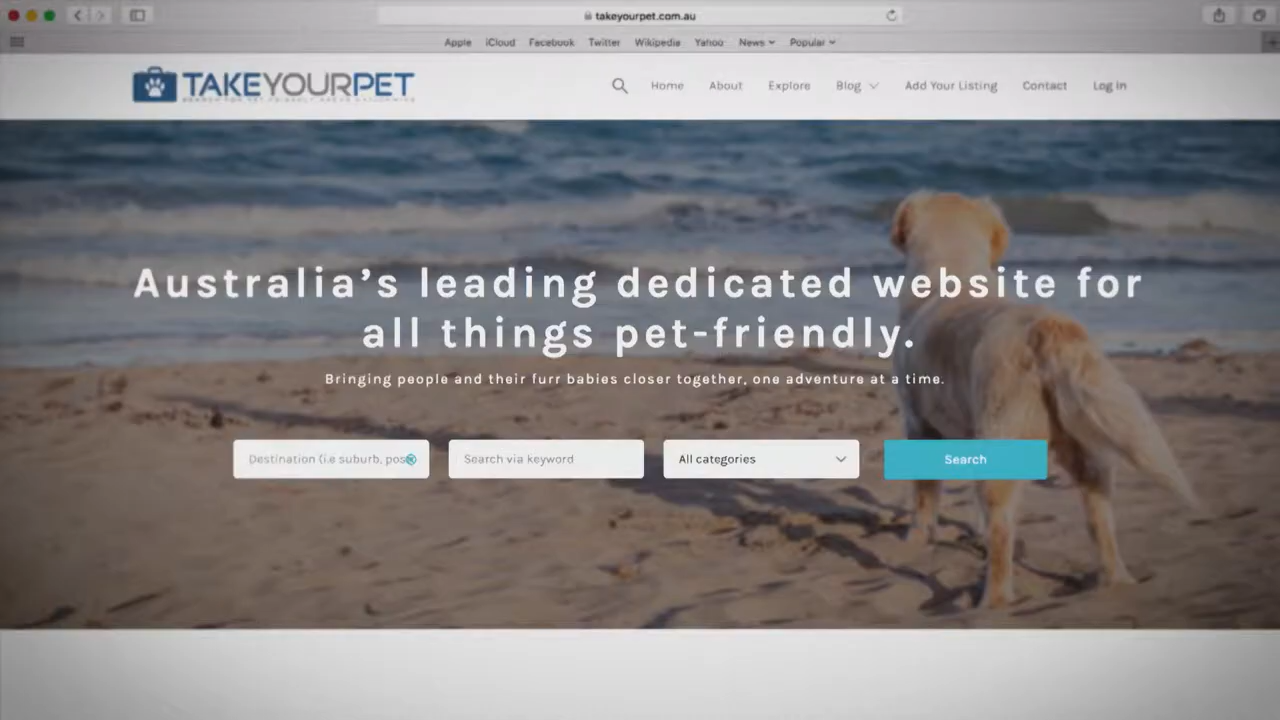 takeyourpet.com.au
Apple iCloud Facebook Twitter Wikipedia Yahoo News Popular
TAKEYOURPET
Home About Explore Blog Add Your Listing Contact Log In
Australia's leading dedicated website for
all things pet-friendly.
Bringing people and their furr babies closer together, one adventure at a time.
Destination (i.e suburb, pos
Search via keyword
All categories
Search